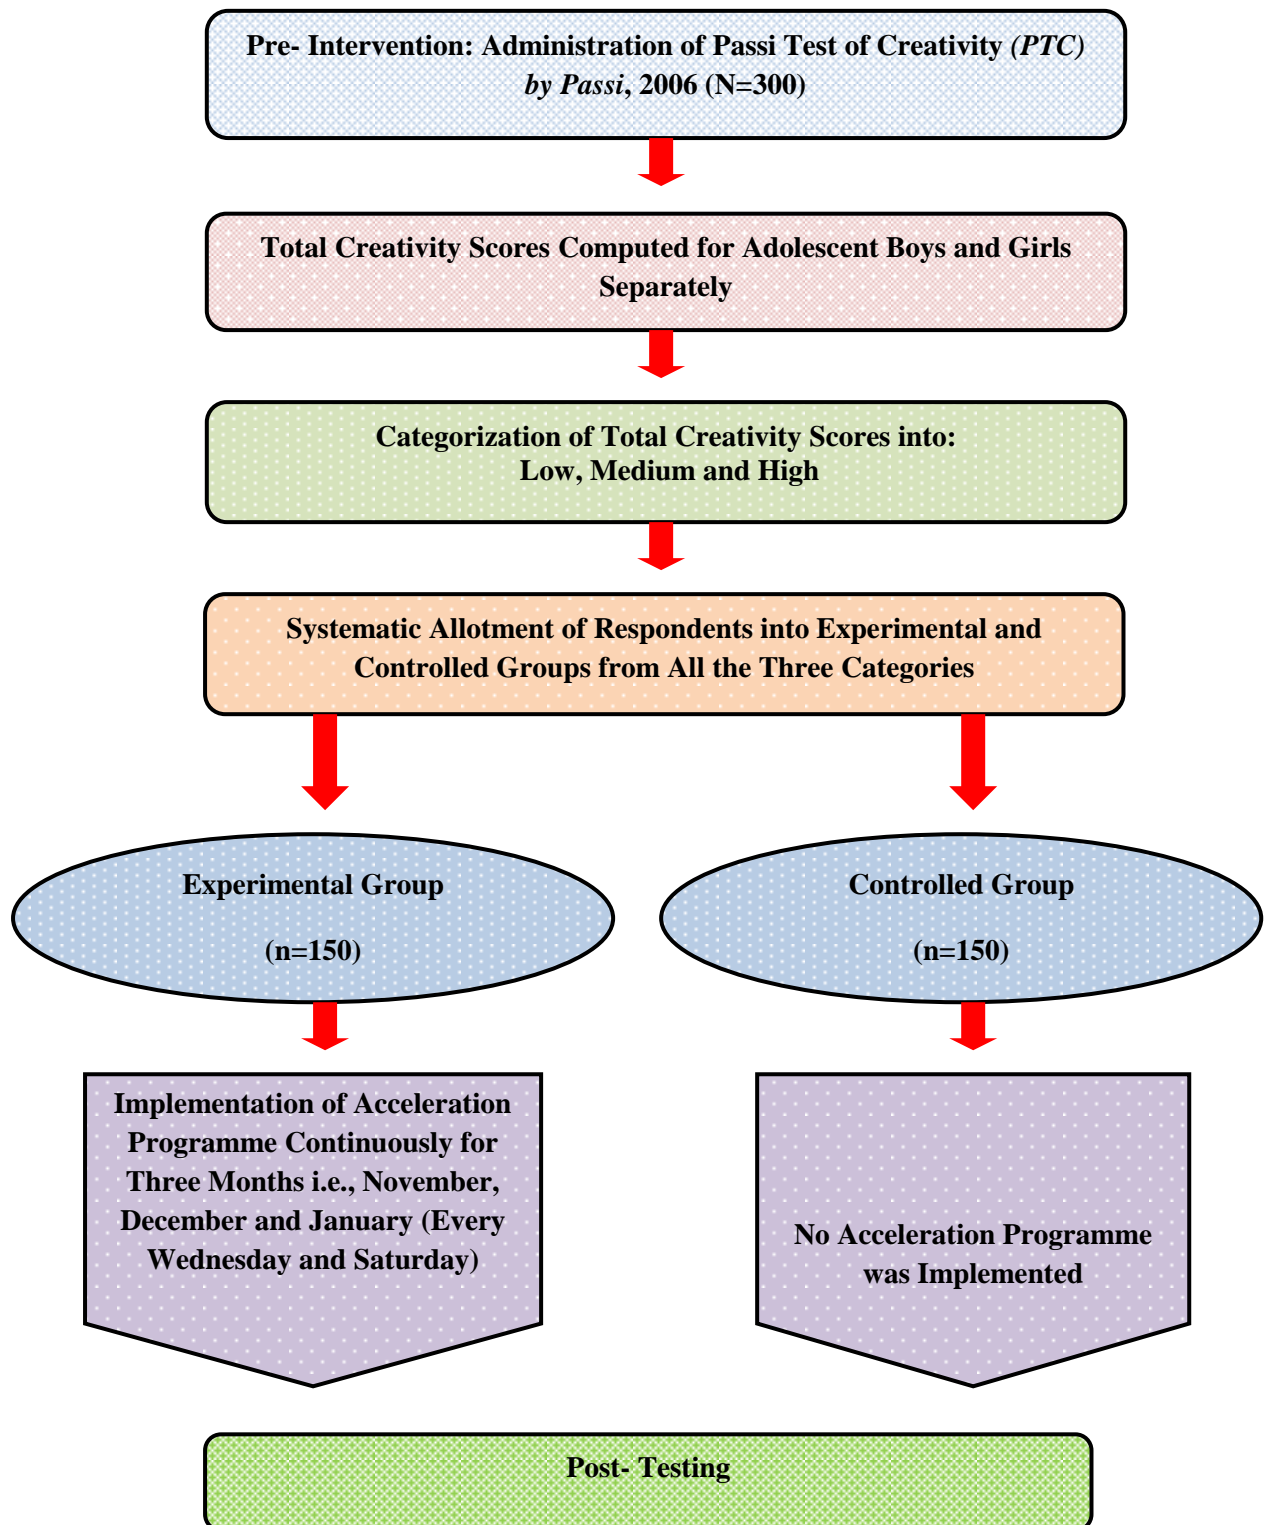 Pre- Intervention: Administration of Passi Test of Creativity (PTC)
by Passi, 2006 (N=300)
Total Creativity Scores Computed for Adolescent Boys and Girls
Separately
Categorization of Total Creativity Scores into:
Low, Medium and High
Systematic Allotment of Respondents into Experimental and
Controlled Groups from All the Three Categories
Experimental Group
(n=150)
Controlled Group
(n=150)
Implementation of Acceleration
Programme Continuously for
Three Months i.e., November,
December and January (Every
Wednesday and Saturday)
No Acceleration Programme
was Implemented
Post- Testing